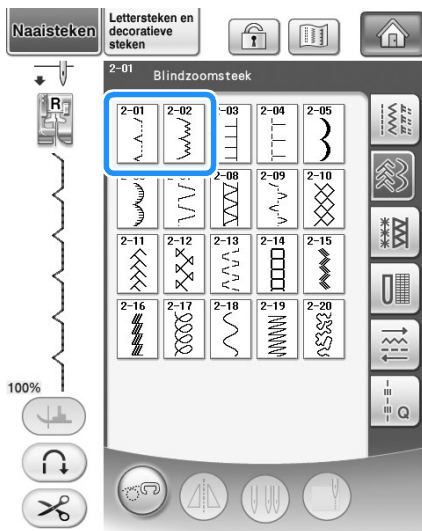 Naaisteken
Lettersteken en
decoratieve
steken
2-01
Blindzoomsteek
R
2-01 2-02 2-03 2-04 2-05
2-08 2-09 2-10
2-11 2-12 2-13 2-14 2-15
2-16 2-17 2-18 2-19 2-20
100%
Q